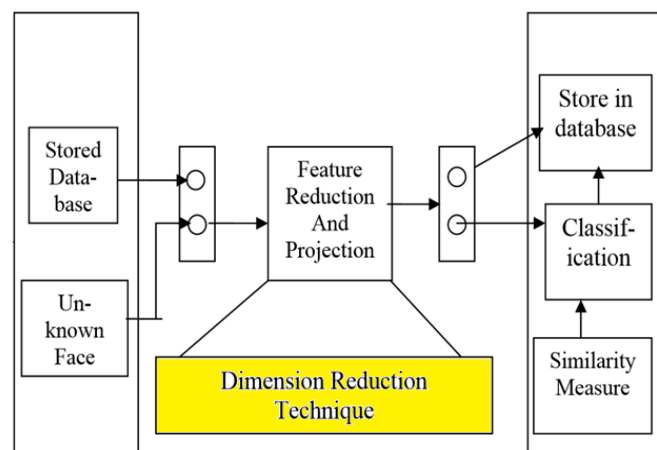 Stored
Data-
base
Un-
known
Face
Feature
Reduction
And
Projection
Dimension Reduction
Technique
Store in
database
Classif-
ication
Similarity
Measure